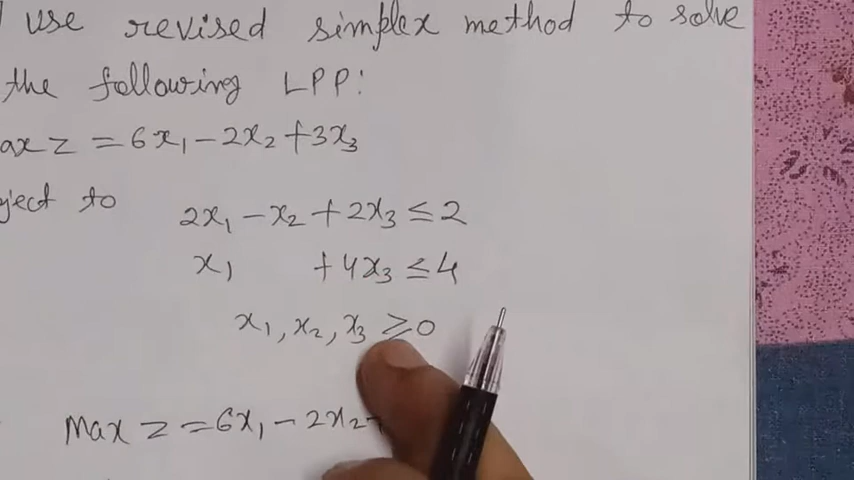 use revised simplex method to solve
the following LPP:
ax z = 6x₁ - 2x₂ + 3x₃
ject to
2x₁ - x₂ + 2x₃ ≤ 2
x₁ + 4x₃ ≤ 4
x₁, x₂, x₃ ≥ 0
Max z = 6x₁ - 2x₂ +